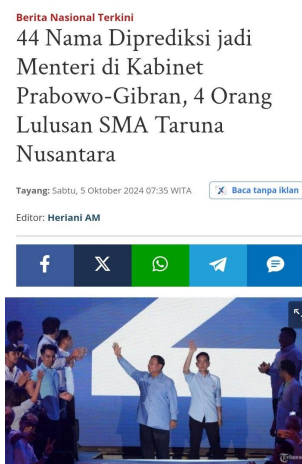 Berita Nasional Terkini
44 Nama Diprediksi jadi
Menteri di Kabinet
Prabowo-Gibran, 4 Orang
Lulusan SMA Taruna
Nusantara
Tayang: Sabtu, 5 Oktober 2024 07:35 WITA
Baca tanpa iklan
Editor: Heriani AM